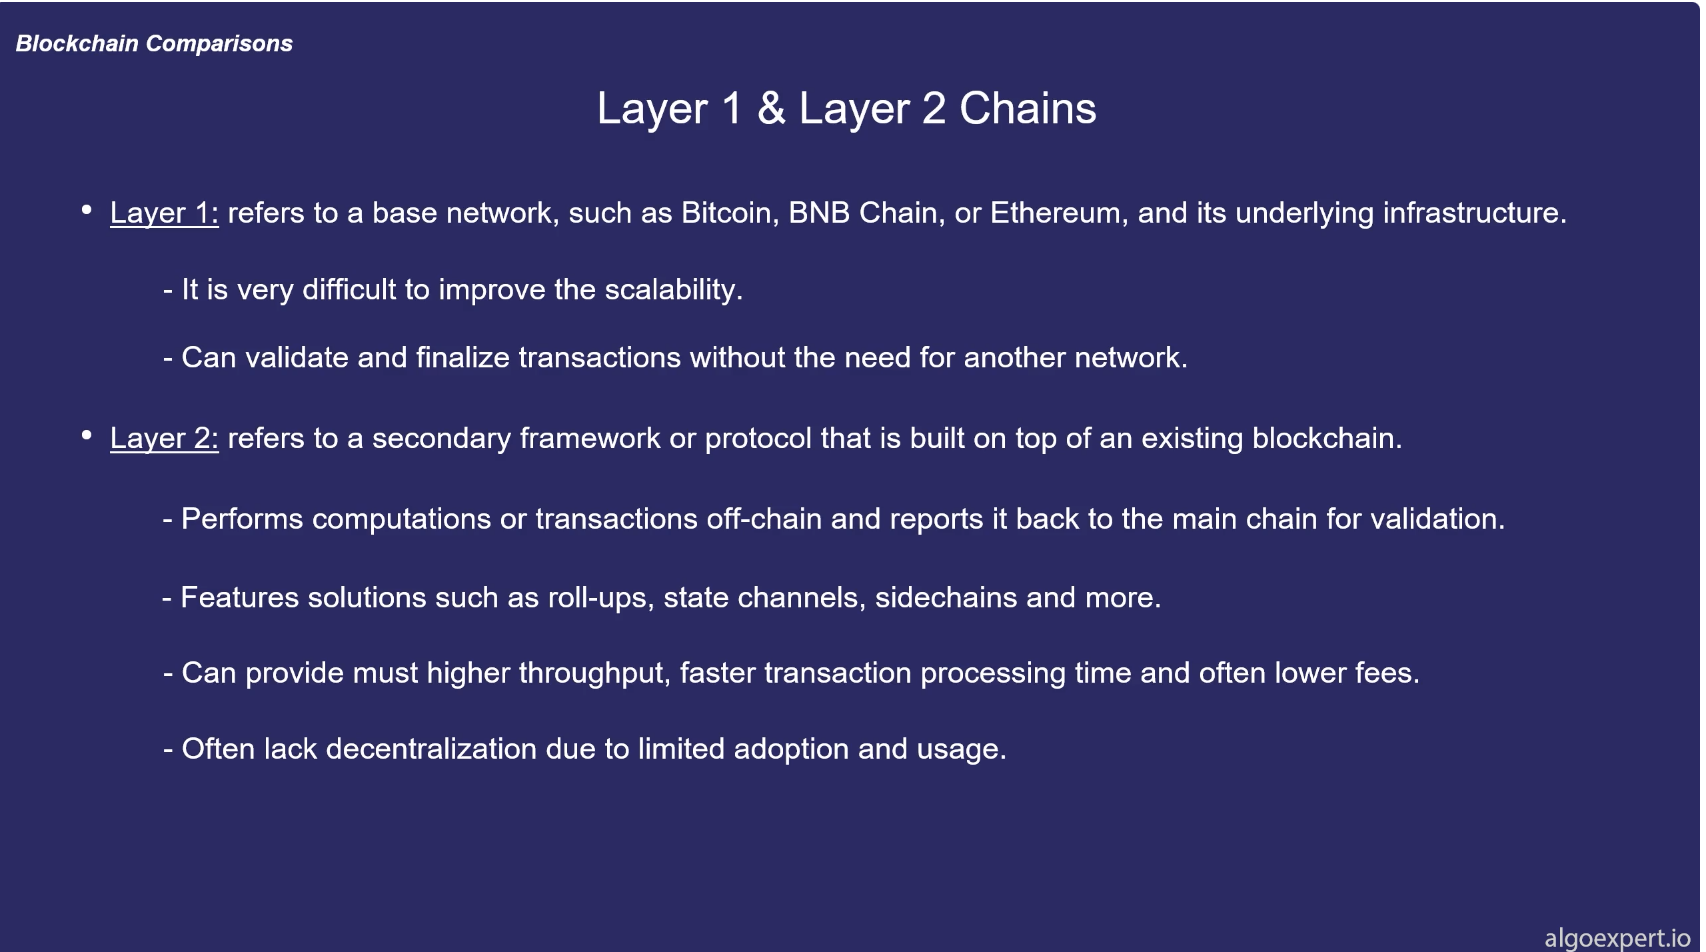 Blockchain Comparisons
Layer 1 & Layer 2 Chains
• Layer 1: refers to a base network, such as Bitcoin, BNB Chain, or Ethereum, and its underlying infrastructure.
- It is very difficult to improve the scalability.
- Can validate and finalize transactions without the need for another network.
• Layer 2: refers to a secondary framework or protocol that is built on top of an existing blockchain.
- Performs computations or transactions off-chain and reports it back to the main chain for validation.
- Features solutions such as roll-ups, state channels, sidechains and more.
- Can provide must higher throughput, faster transaction processing time and often lower fees.
- Often lack decentralization due to limited adoption and usage.
algoexpert.io